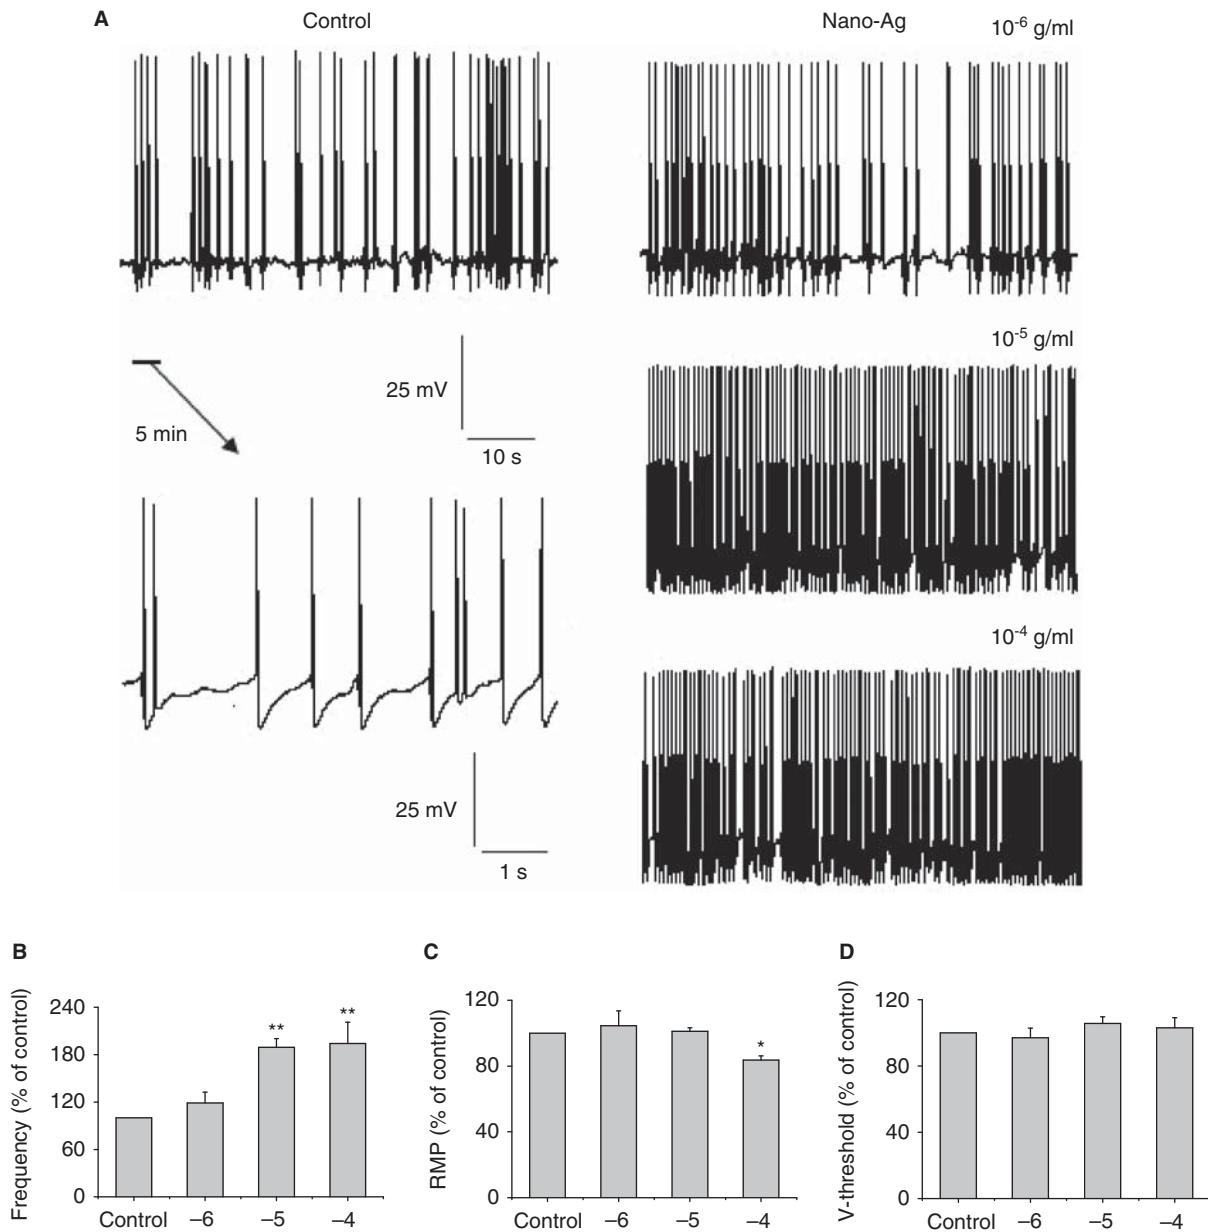 A
Control
Nano-Ag
10⁻⁶ g/ml
10⁻⁵ g/ml
25 mV
5 min
10 s
10⁻⁴ g/ml
25 mV
1 s
B
Frequency (% of control)
240
180
120
60
0
**
**
Control
–6
–5
–4
C
RMP (% of control)
120
80
40
0
*
Control
–6
–5
–4
D
V-threshold (% of control)
120
80
40
0
Control
–6
–5
–4